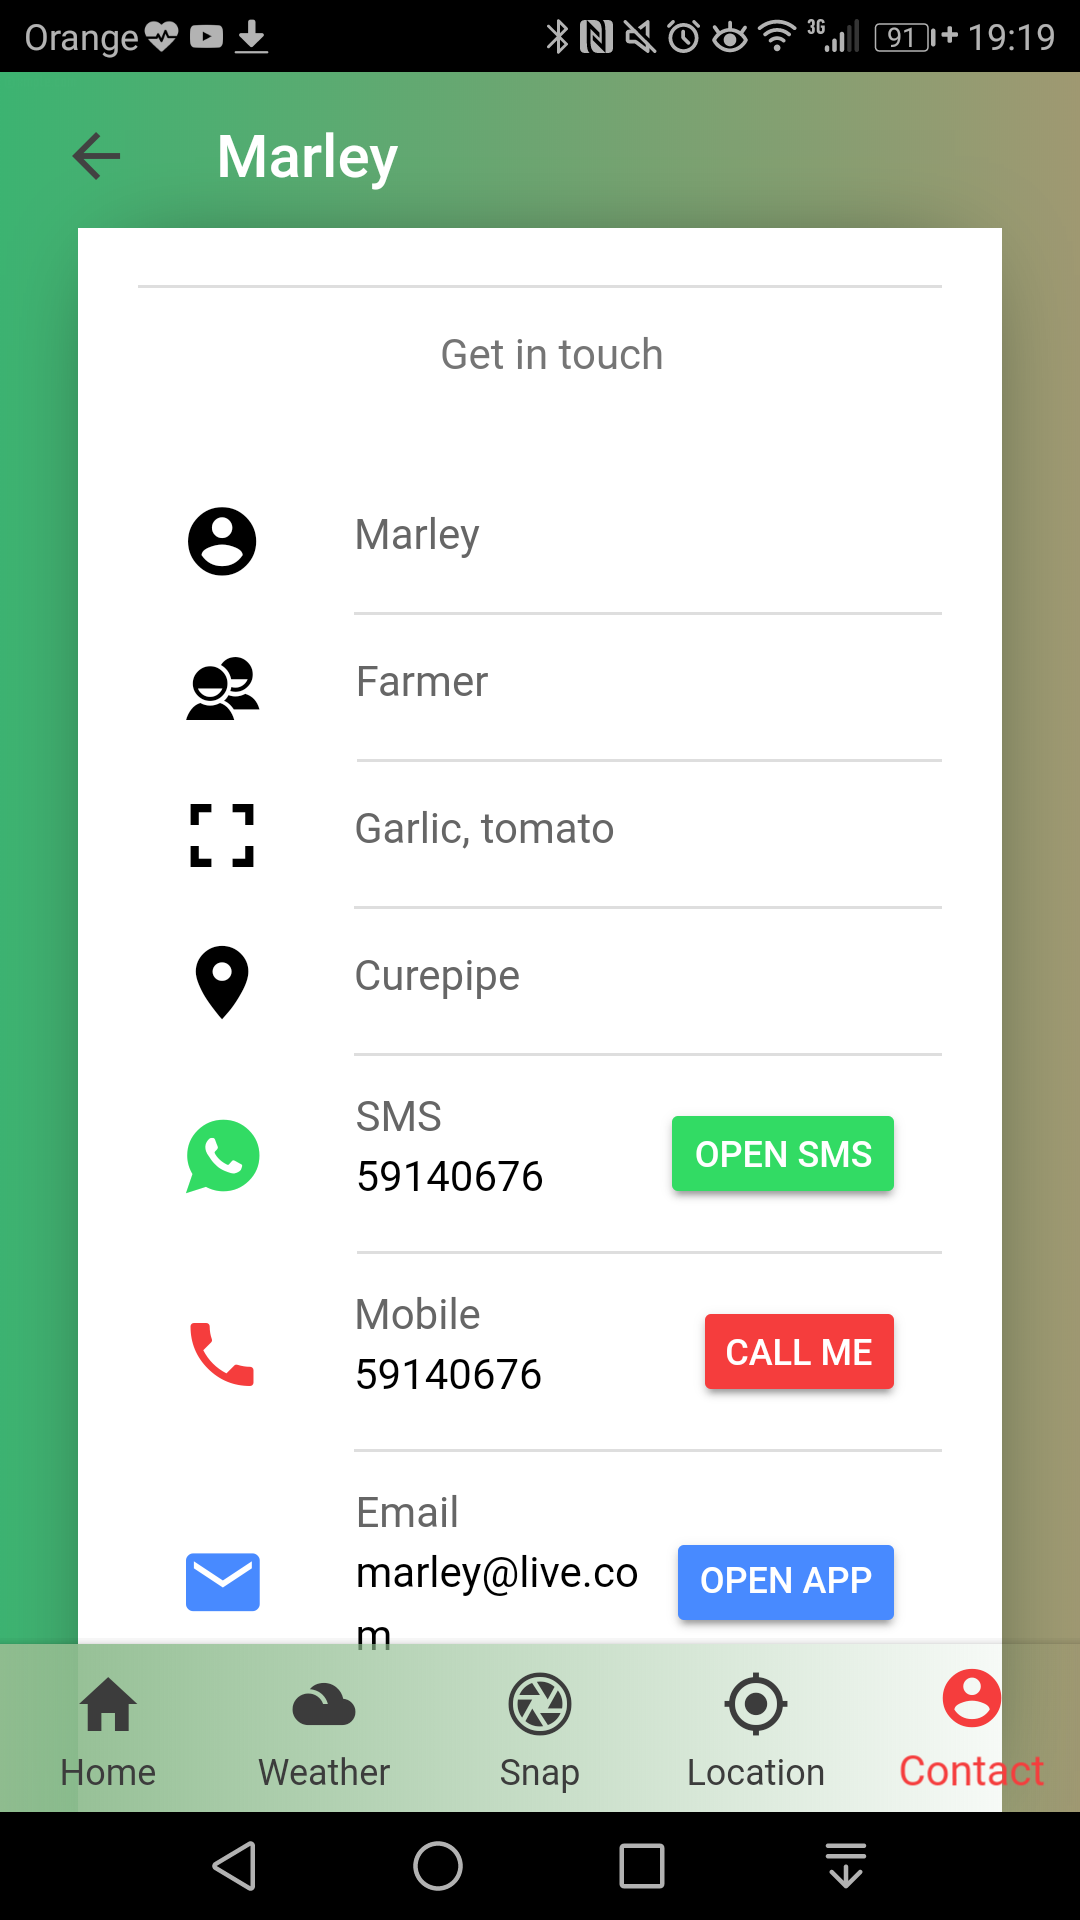 Orange 3G 91 19:19
Marley
Get in touch
Marley
Farmer
Garlic, tomato
Curepipe
SMS
59140676
OPEN SMS
Mobile
59140676
CALL ME
Email
marley@live.co
m
OPEN APP
Home Weather Snap Location Contact